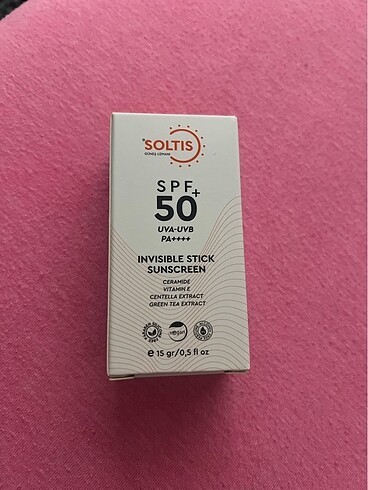 SOLTIS
GÜNEŞ UZMANI
SPF
50+
UVA-UVB
PA++++
INVISIBLE STICK
SUNSCREEN
CERAMIDE
VITAMIN E
CENTELLA EXTRACT
GREEN TEA EXTRACT
vegan
e 15 gr/0,5 fl oz